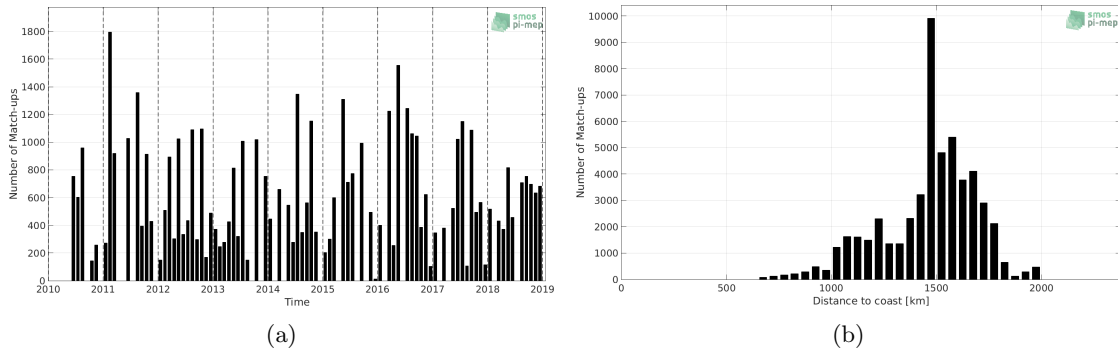 smos
pi-mep
Number of Match-ups
1800
1600
1400
1200
1000
800
600
400
200
0
2010 2011 2012 2013 2014 2015 2016 2017 2018 2019
Time
(a)
smos
pi-mep
Number of Match-ups
10000
9000
8000
7000
6000
5000
4000
3000
2000
1000
0
0 500 1000 1500 2000
Distance to coast [km]
(b)